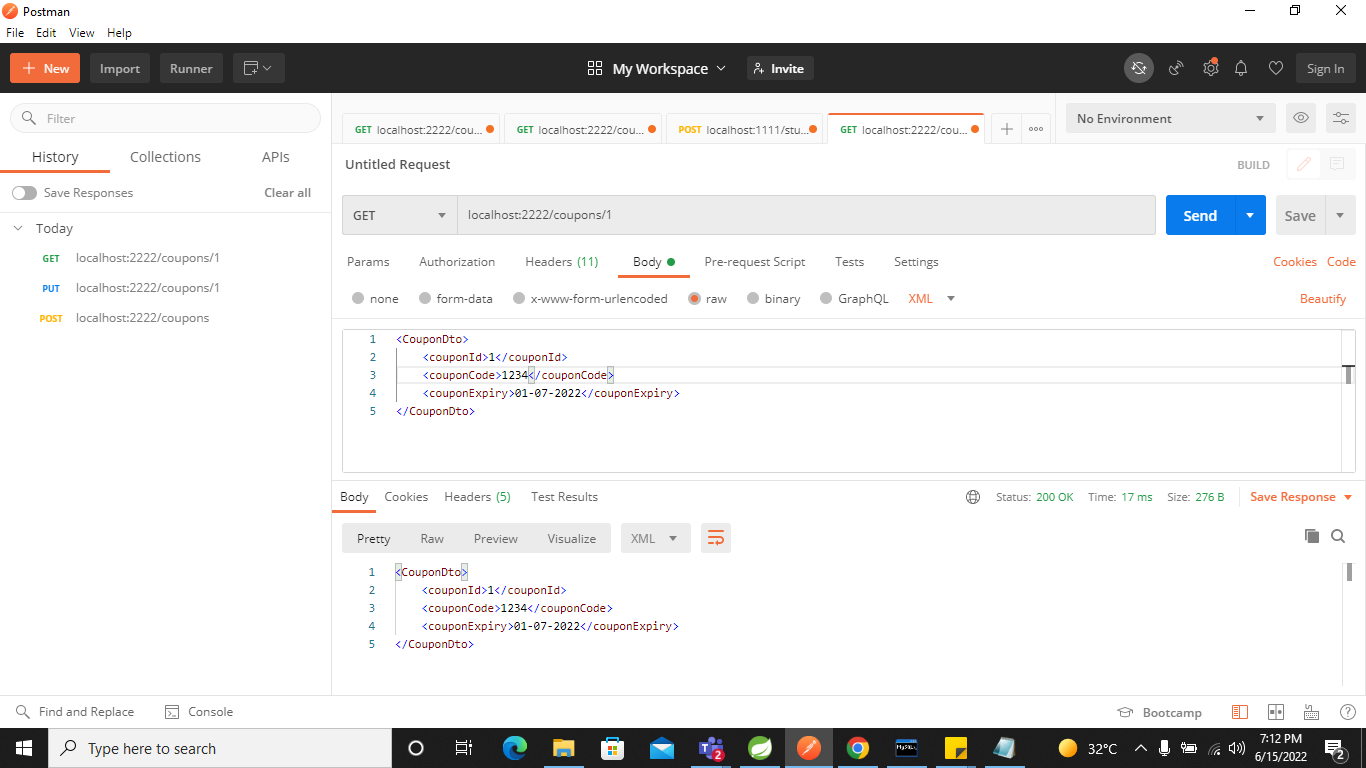 Postman
File Edit View Help
New Import Runner My Workspace Invite Sign In
Filter
History Collections APIs
Save Responses Clear all
Today
GET localhost:2222/coupons/1
PUT localhost:2222/coupons/1
POST localhost:2222/coupons
GET localhost:2222/cou... GET localhost:2222/cou... POST localhost:1111/stu... GET localhost:2222/cou... No Environment
Untitled Request BUILD
GET localhost:2222/coupons/1 Send Save
Params Authorization Headers (11) Body Pre-request Script Tests Settings Cookies Code
none form-data x-www-form-urlencoded raw binary GraphQL XML Beautify
1 <CouponDto>
2 <couponId>1</couponId>
3 <couponCode>1234</couponCode>
4 <couponExpiry>01-07-2022</couponExpiry>
5 </CouponDto>
Body Cookies Headers (5) Test Results Status: 200 OK Time: 17 ms Size: 276 B Save Response
Pretty Raw Preview Visualize XML
1 <CouponDto>
2 <couponId>1</couponId>
3 <couponCode>1234</couponCode>
4 <couponExpiry>01-07-2022</couponExpiry>
5 </CouponDto>
Find and Replace Console Bootcamp
Type here to search 2 MySQL 32°C 7:12 PM
6/15/2022 2